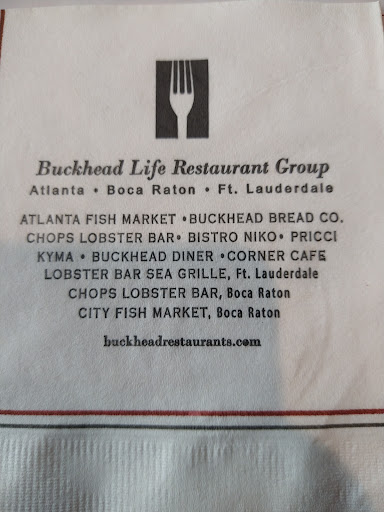 Buckhead Life Restaurant Group
Atlanta • Boca Raton • Ft. Lauderdale
ATLANTA FISH MARKET •BUCKHEAD BREAD CO.
CHOPS LOBSTER BAR• BISTRO NIKO• PRICCI
KYMA • BUCKHEAD DINER •CORNER CAFE
LOBSTER BAR SEA GRILLE, Ft. Lauderdale
CHOPS LOBSTER BAR, Boca Raton
CITY FISH MARKET, Boca Raton
buckheadrestaurants.com